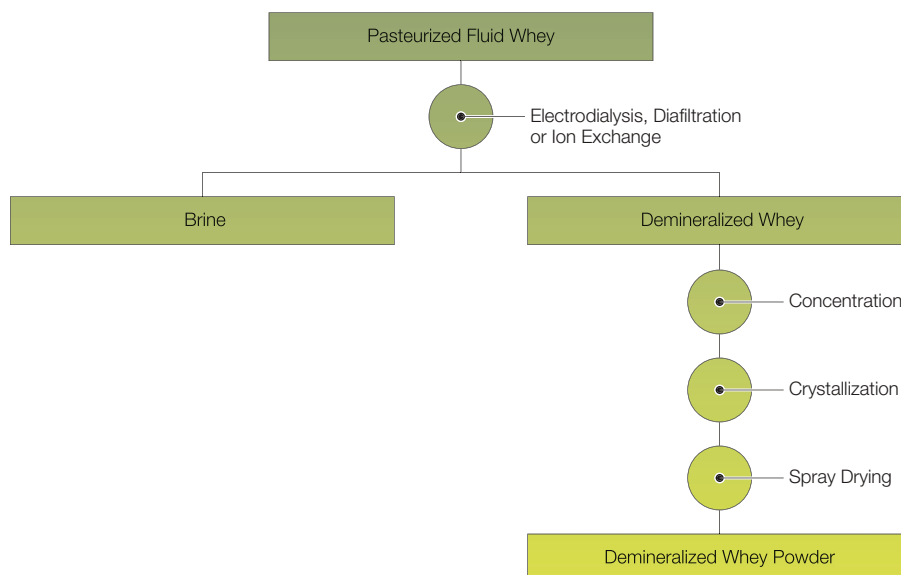 Pasteurized Fluid Whey
Electrodialysis, Diafiltration
or Ion Exchange
Brine
Demineralized Whey
Concentration
Crystallization
Spray Drying
Demineralized Whey Powder